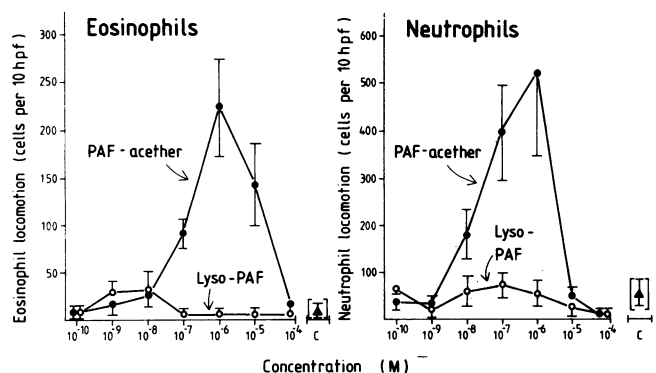 Eosinophils
Eosinophil locomotion (cells per 10 hpf)
300
250
200
150
100
50
PAF - acether
Lyso-PAF
10-10
10-9
10-8
10-7
10-6
10-5
10-4
C
Neutrophils
Neutrophil locomotion (cells per 10 hpf)
600
500
400
300
200
100
PAF-acether
Lyso-
PAF
10-10
10-9
10-8
10-7
10-6
10-5
10-4
C
Concentration (M)